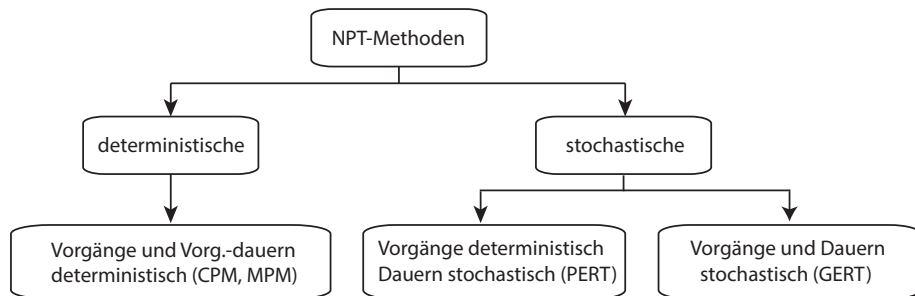 NPT-Methoden
deterministische
stochastische
Vorgänge und Vorg.-dauern
deterministisch (CPM, MPM)
Vorgänge deterministisch
Dauern stochastisch (PERT)
Vorgänge und Dauern
stochastisch (GERT)